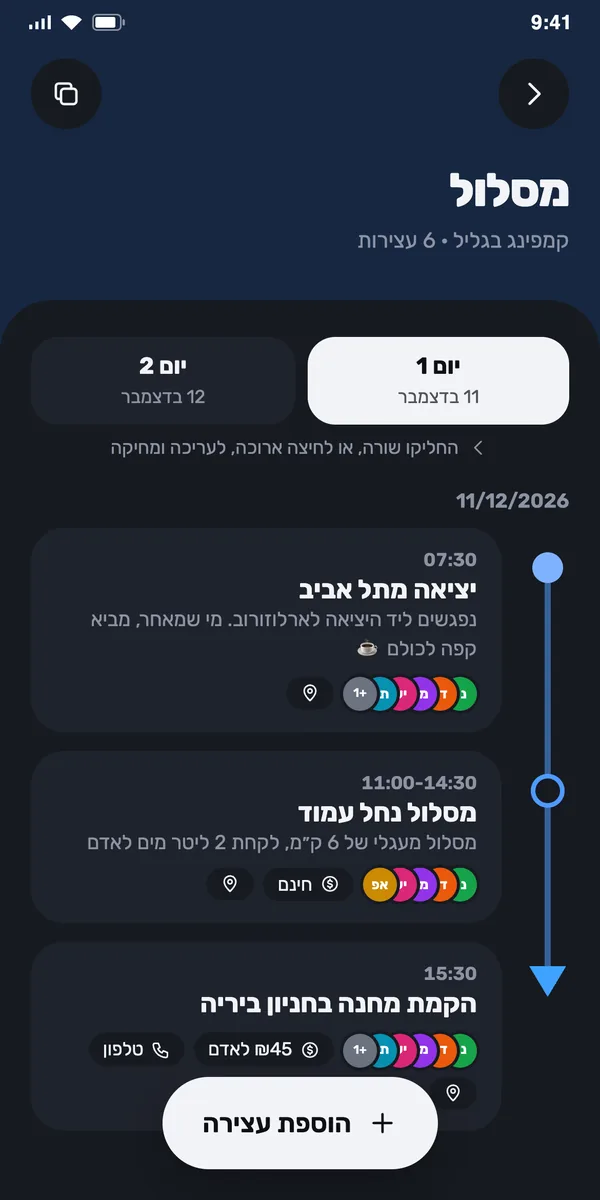 9:41
מסלול
קמפינג בגליל • 6 עצירות
יום 1
11 בדצמבר
יום 2
12 בדצמבר
החליקו שורה, או לחיצה ארוכה, לעריכה ומחיקה
11/12/2026
07:30
יציאה מתל אביב
נפגשים ליד היציאה לארלוזורוב. מי שמאחר, מביא
קפה לכולם ☕
נ ד מ יו ת +1
11:00-14:30
מסלול נחל עמוד
מסלול מעגלי של 6 ק״מ, לקחת 2 ליטר מים לאדם
נ ד מ אפ חינם
15:30
הקמת מחנה בחניון ביריה
נ ד מ ת +1 ₪45 לאדם טלפון
הוספת עצירה